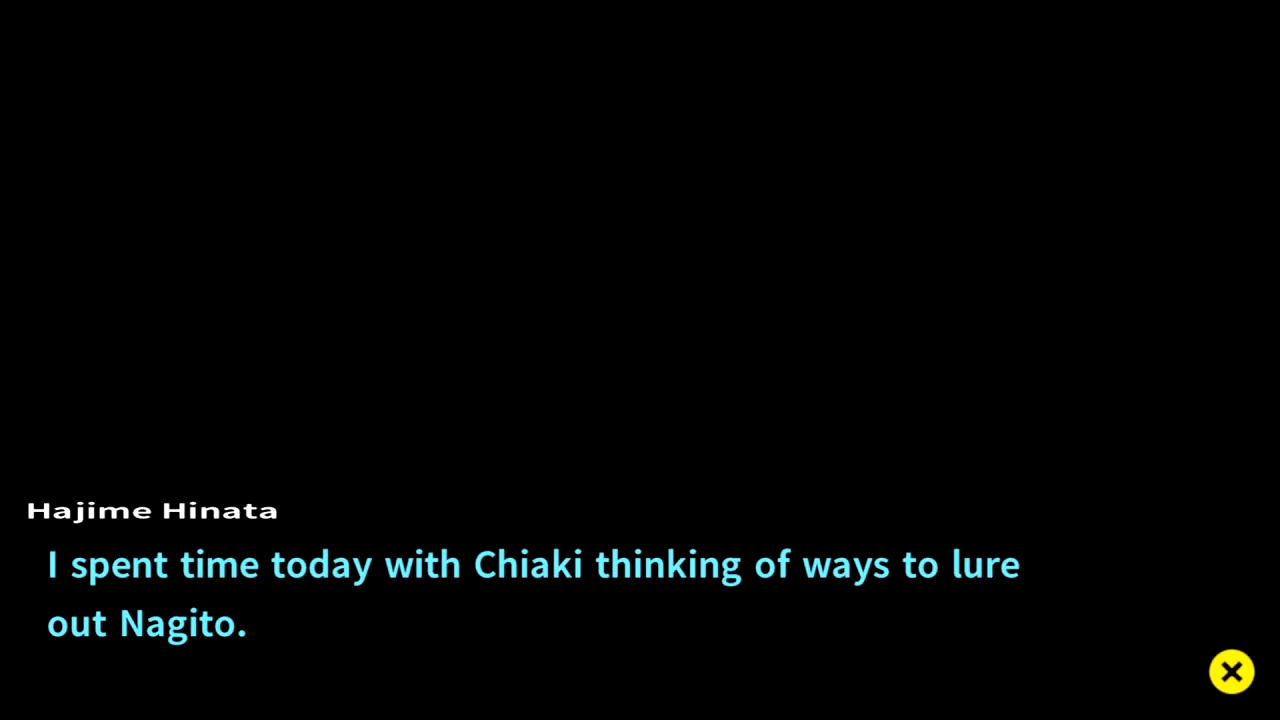 Hajime Hinata
I spent time today with Chiaki thinking of ways to lure
out Nagito.